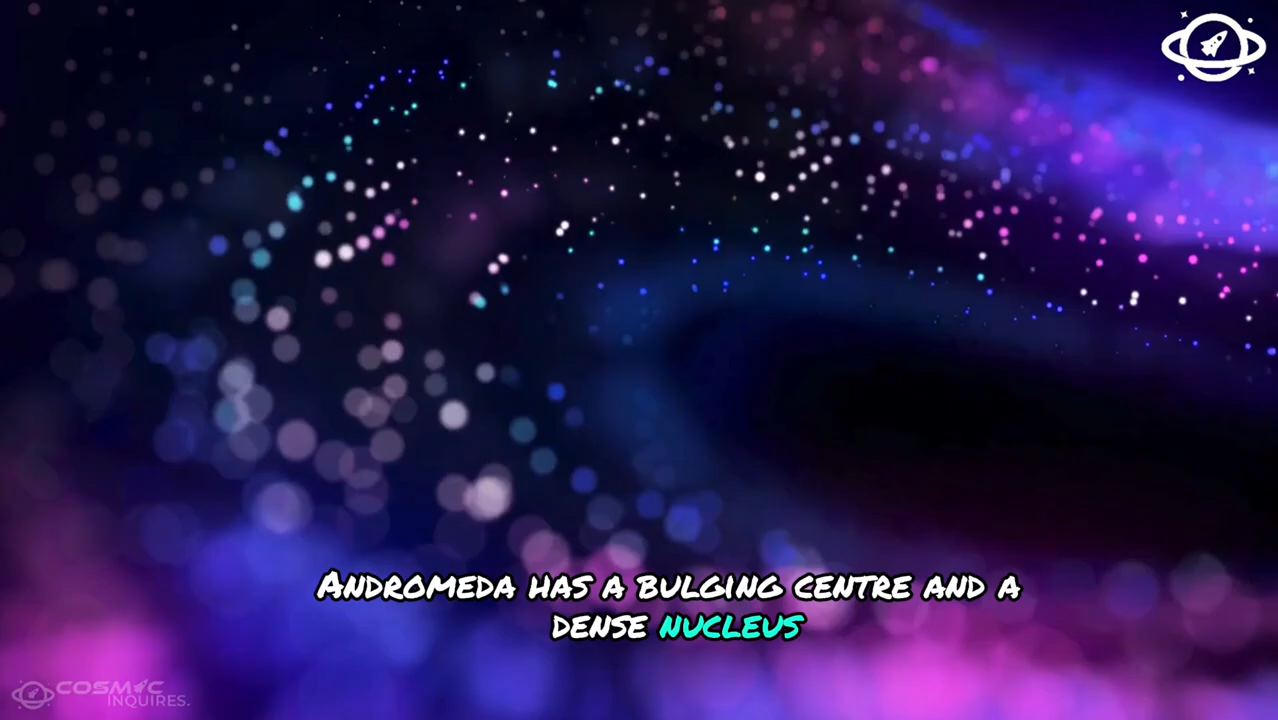 Andromeda has a bulging centre and a
dense nucleus
COSMIC
INQUIRES.